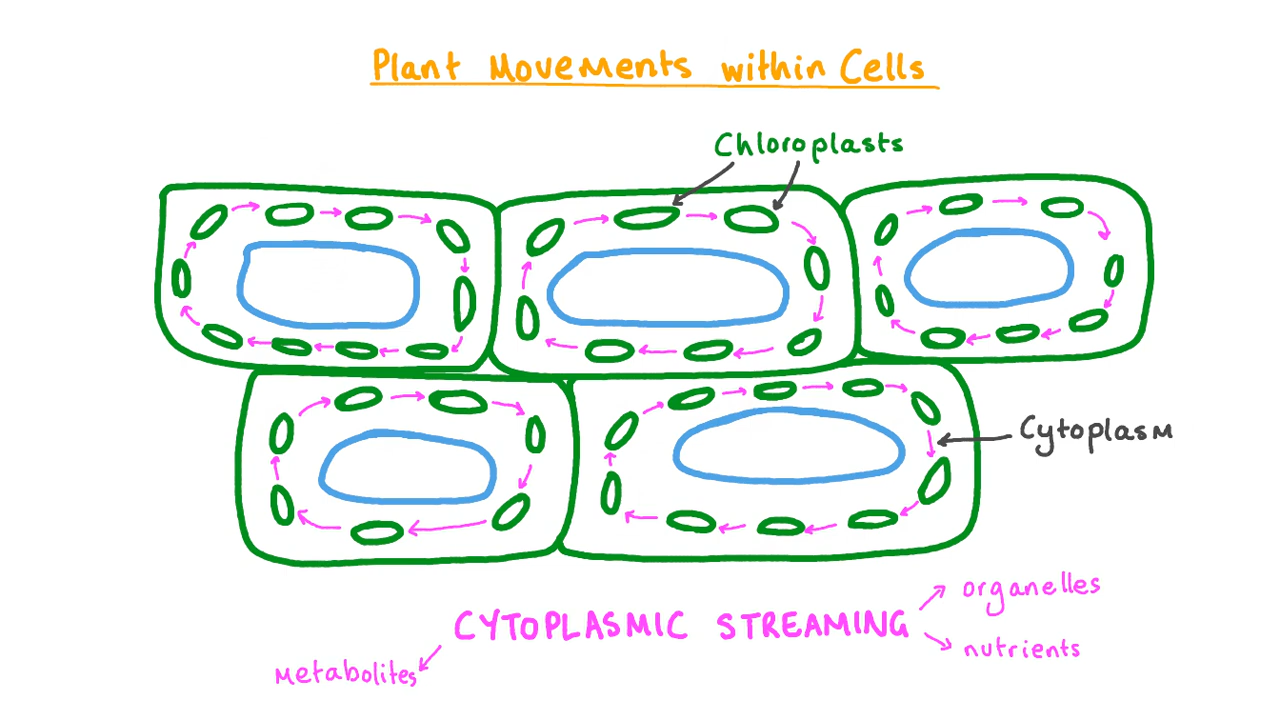 Plant Movements within Cells
Chloroplasts
Cytoplasm
organelles
CYTOPLASMIC STREAMING
nutrients
Metabolites